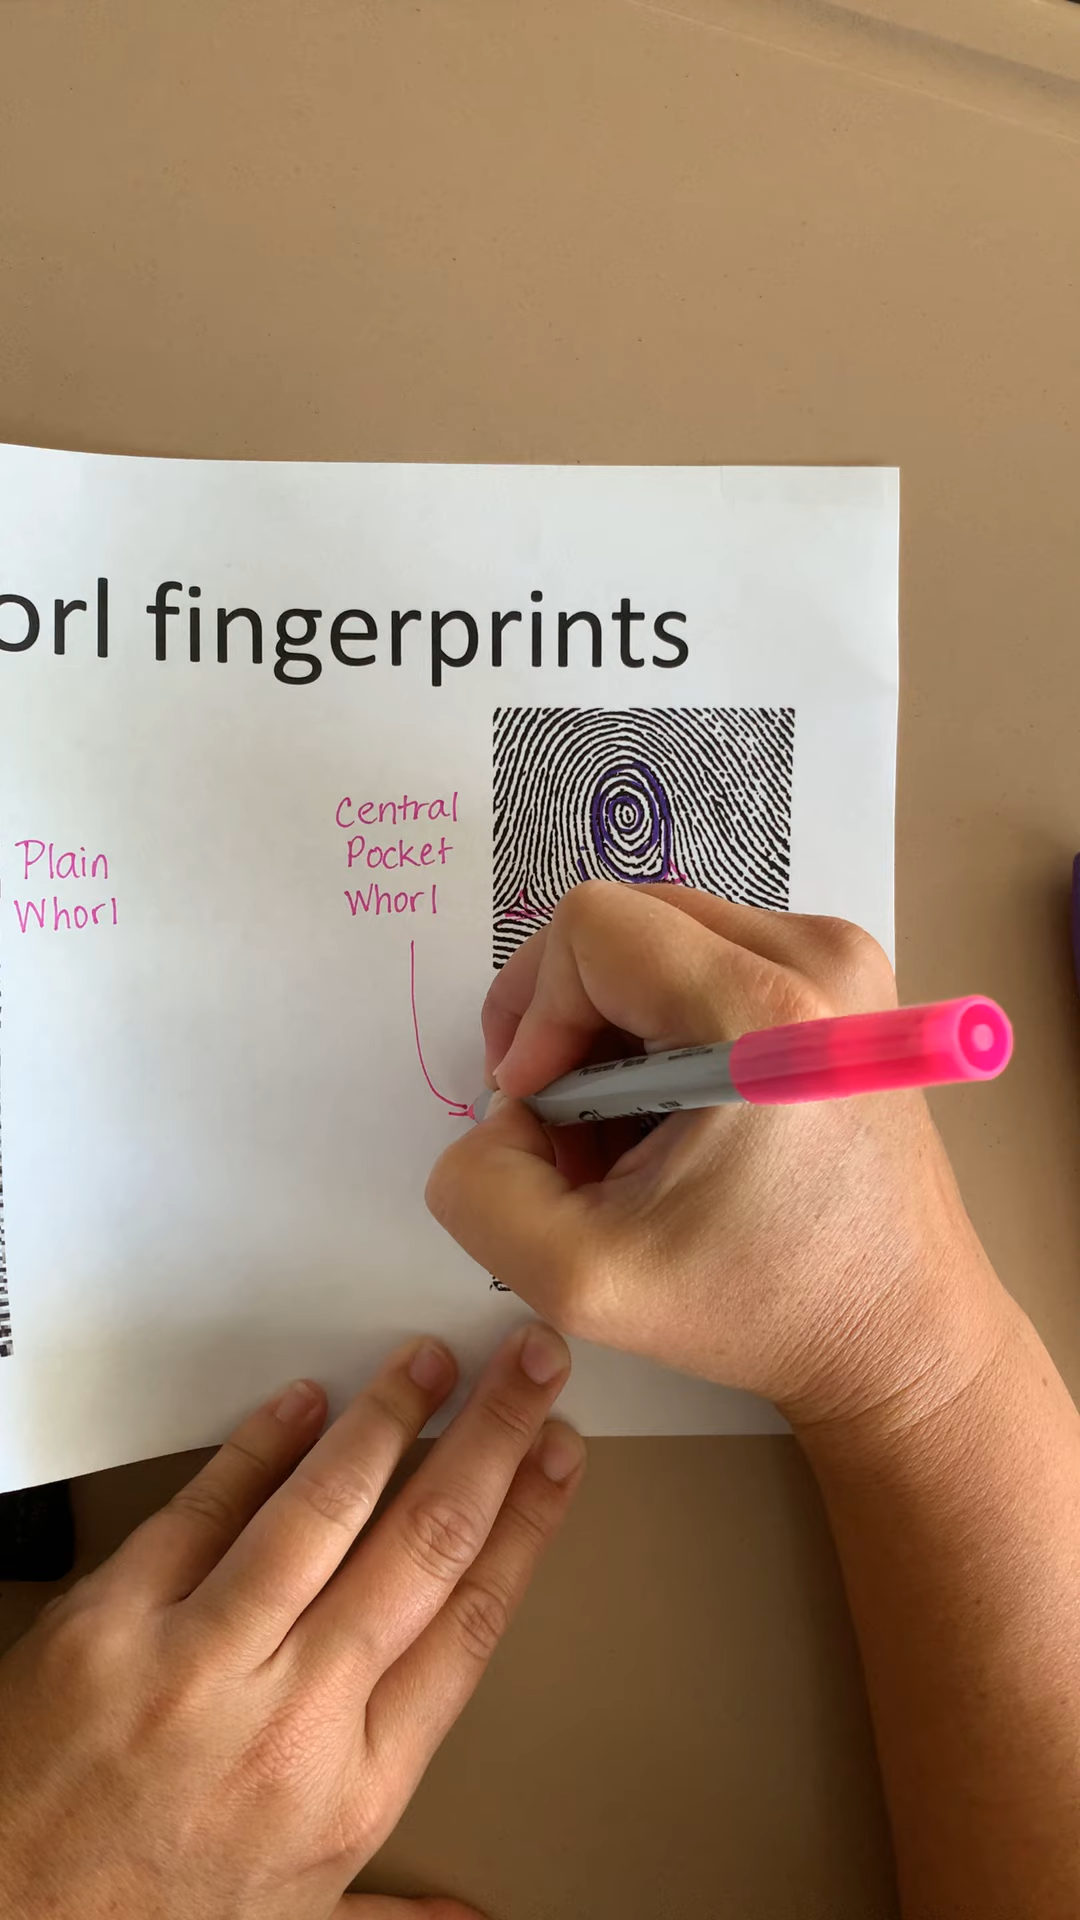 orl fingerprints
Central
Pocket
Whorl
Plain
Whorl